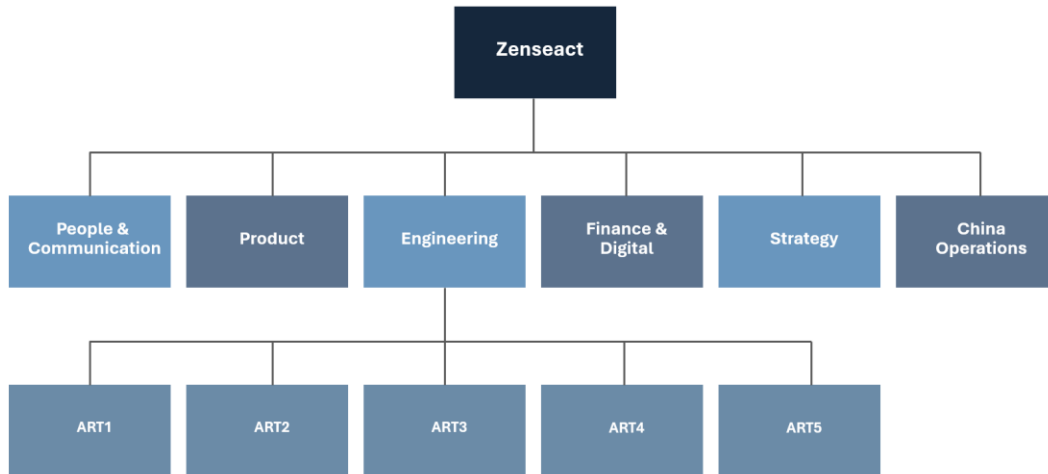 Zenseact
People &
Communication
Product
Engineering
Finance &
Digital
Strategy
China
Operations
ART1
ART2
ART3
ART4
ART5